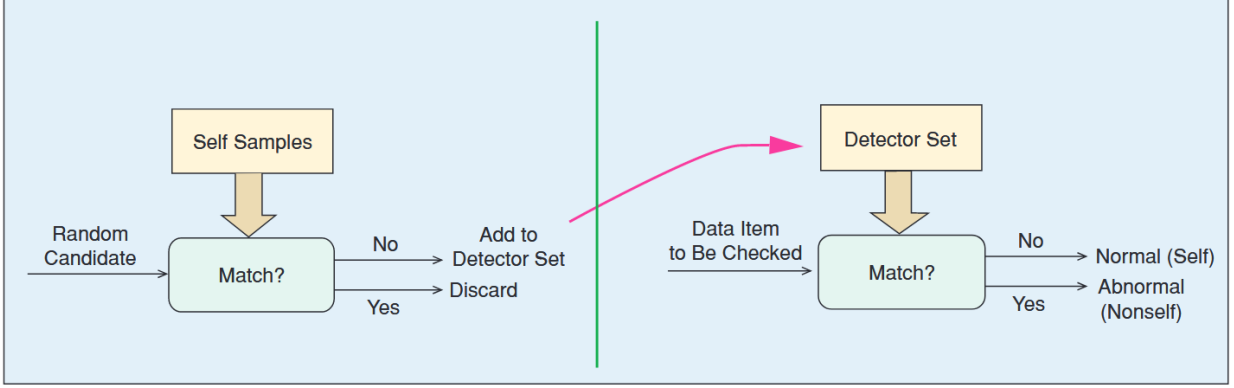 Self Samples
Random
Candidate
Match?
No
Yes
Add to
Detector Set
Discard
Detector Set
Data Item
to Be Checked
Match?
No
Yes
Normal (Self)
Abnormal
(Nonself)